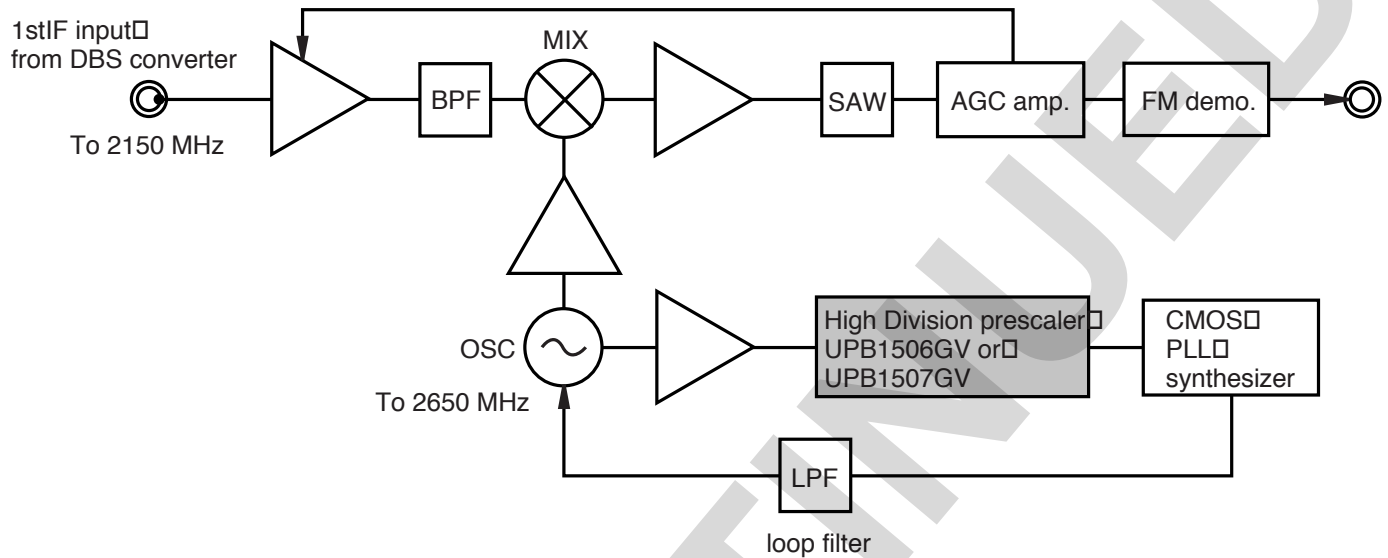 1stIF input□
from DBS converter
To 2150 MHz
BPF
MIX
SAW
AGC amp.
FM demo.
OSC
To 2650 MHz
High Division prescaler□
UPB1506GV or□
UPB1507GV
CMOS□
PLL□
synthesizer
LPF
loop filter
TINUED